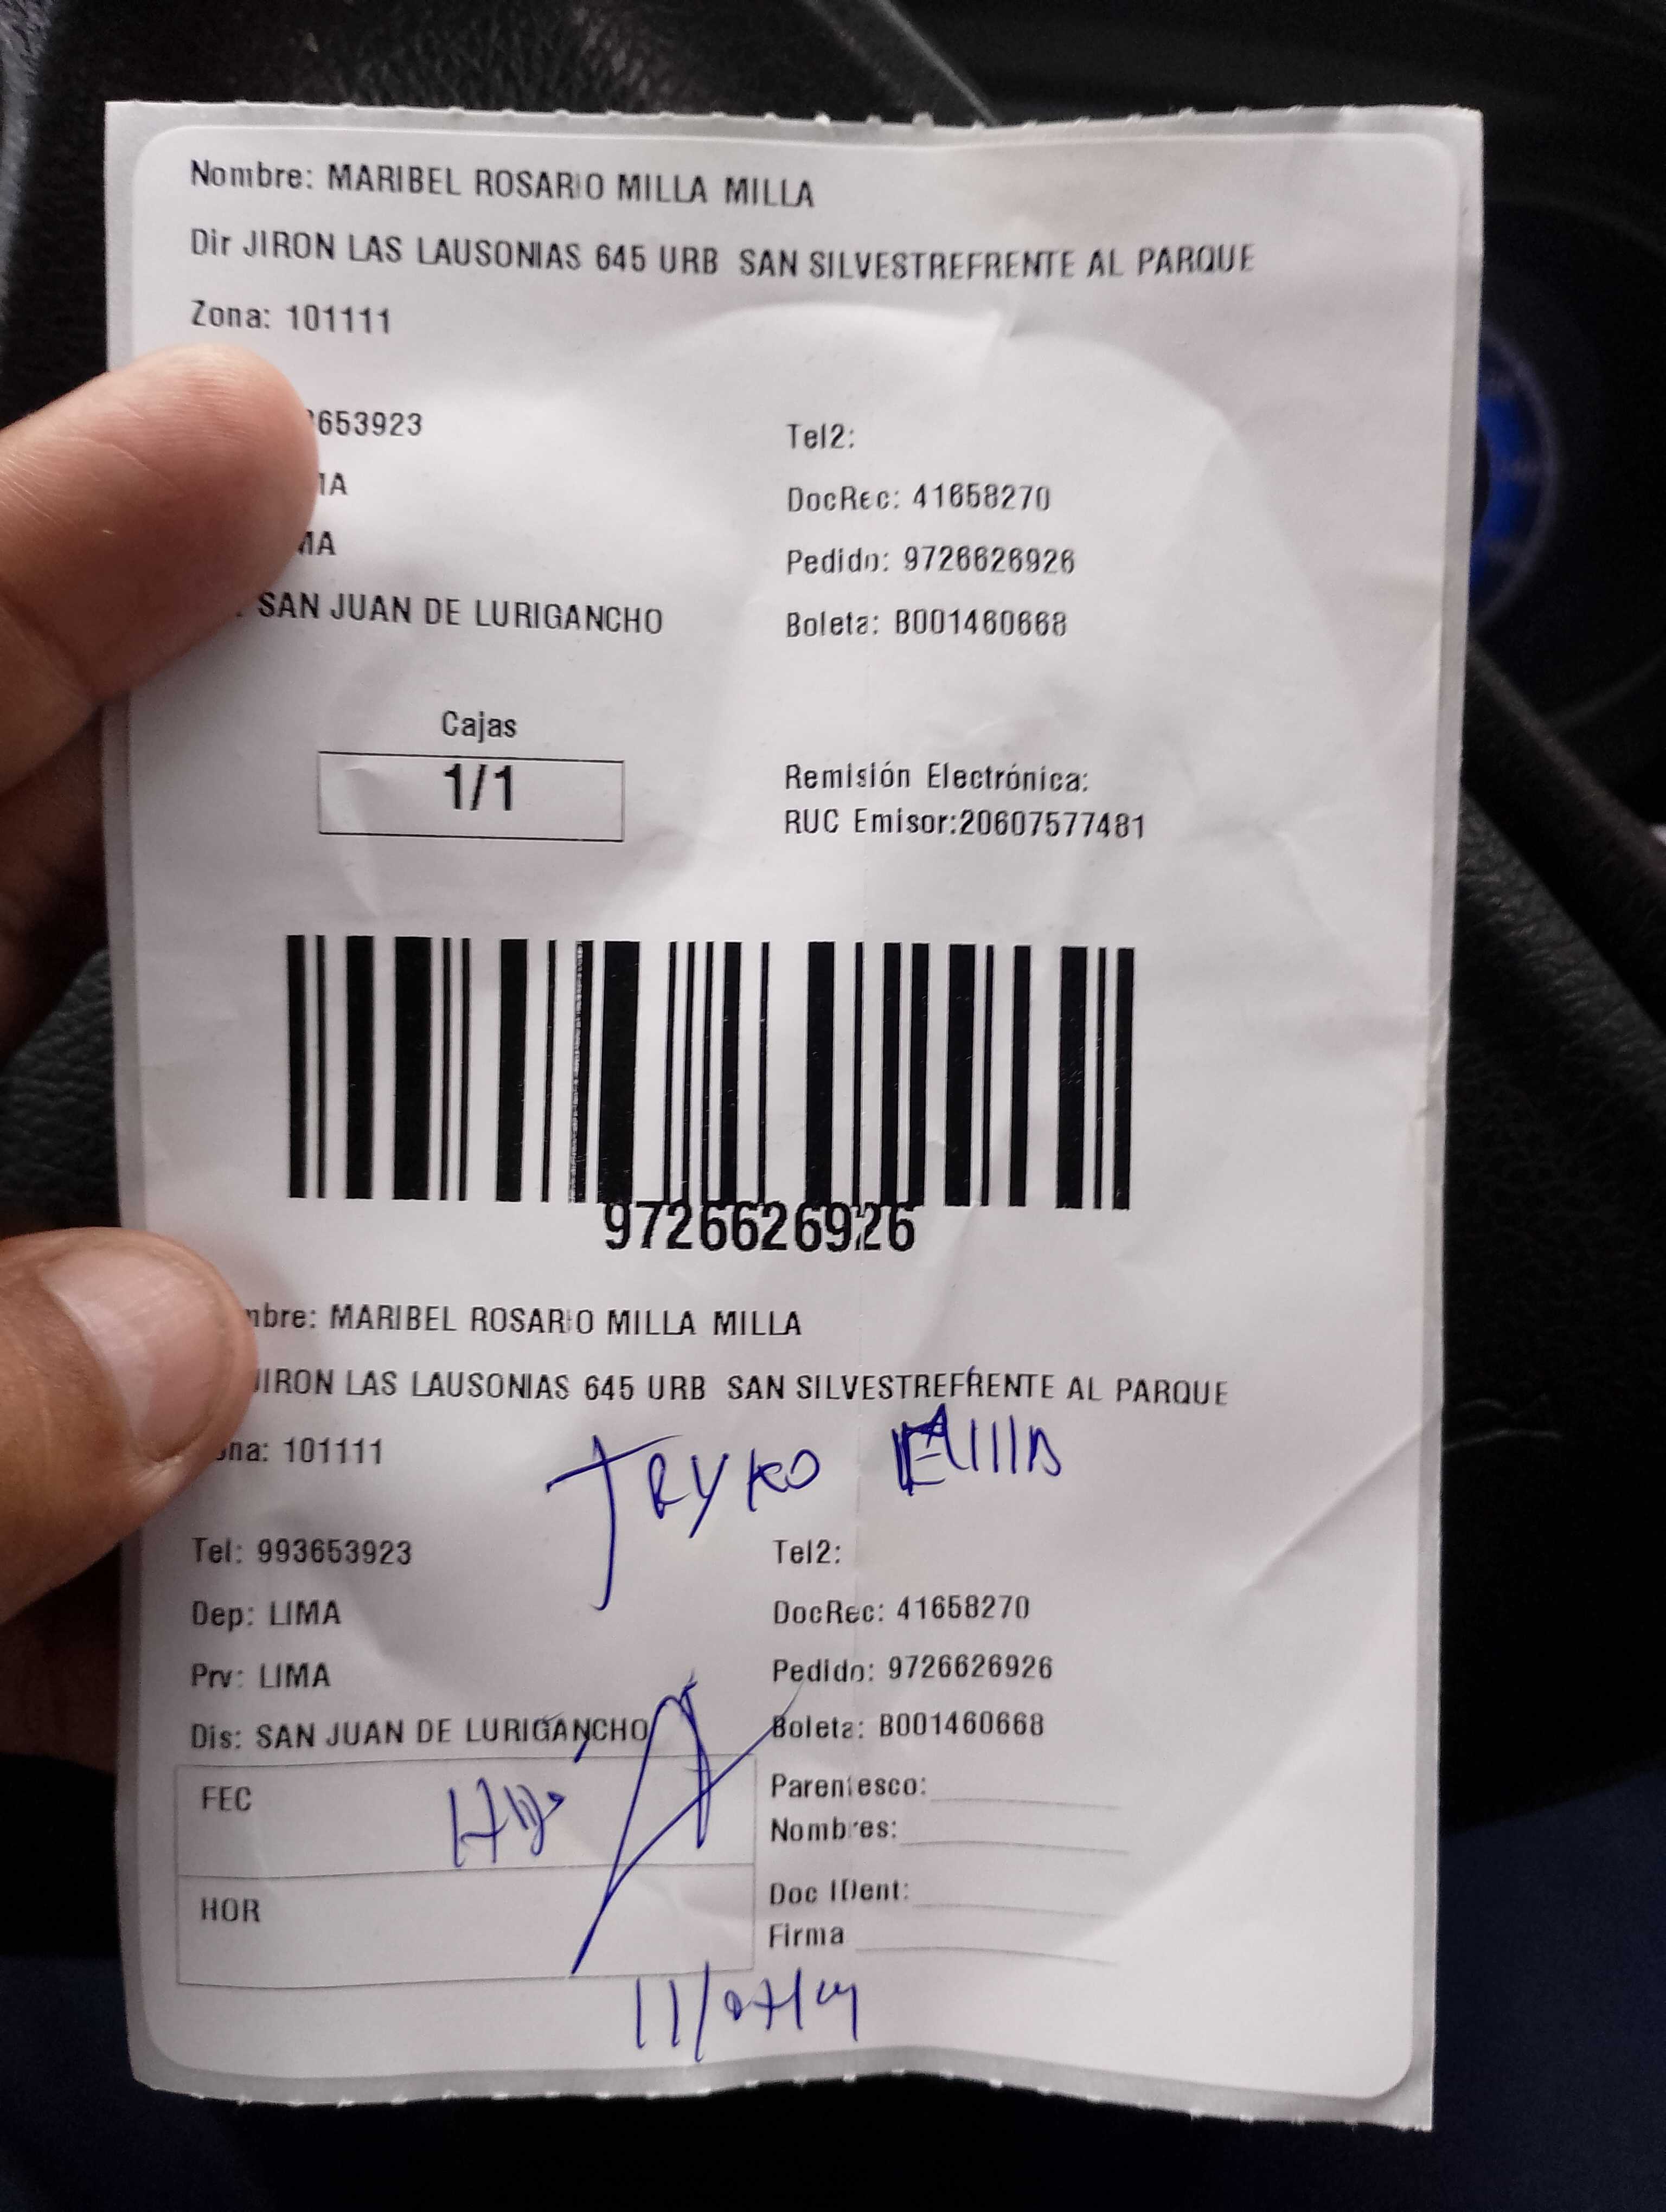 Nombre: MARIBEL ROSARIO MILLA MILLA
Dir JIRON LAS LAUSONIAS 645 URB SAN SILVESTREFRENTE AL PARQUE
Zona: 101111
653923
Tel2:
MA
DocRec: 41658270
MA
Pedido: 9726626926
SAN JUAN DE LURIGANCHO
Boleta: B001460668
Cajas
1/1
Remisión Electrónica:
RUC Emisor:20607577481
9726626926
mbre: MARIBEL ROSARIO MILLA MILLA
JIRON LAS LAUSONIAS 645 URB SAN SILVESTREFRENTE AL PARQUE
ona: 101111
Tel: 993653923
Tel2:
Dep: LIMA
DocRec: 41658270
Prv: LIMA
Pedido: 9726626926
Dis: SAN JUAN DE LURIGANCHO
Boleta: B001460668
FEC
Parentesco:
Nombres:
HOR
Doc IDent:
Firma